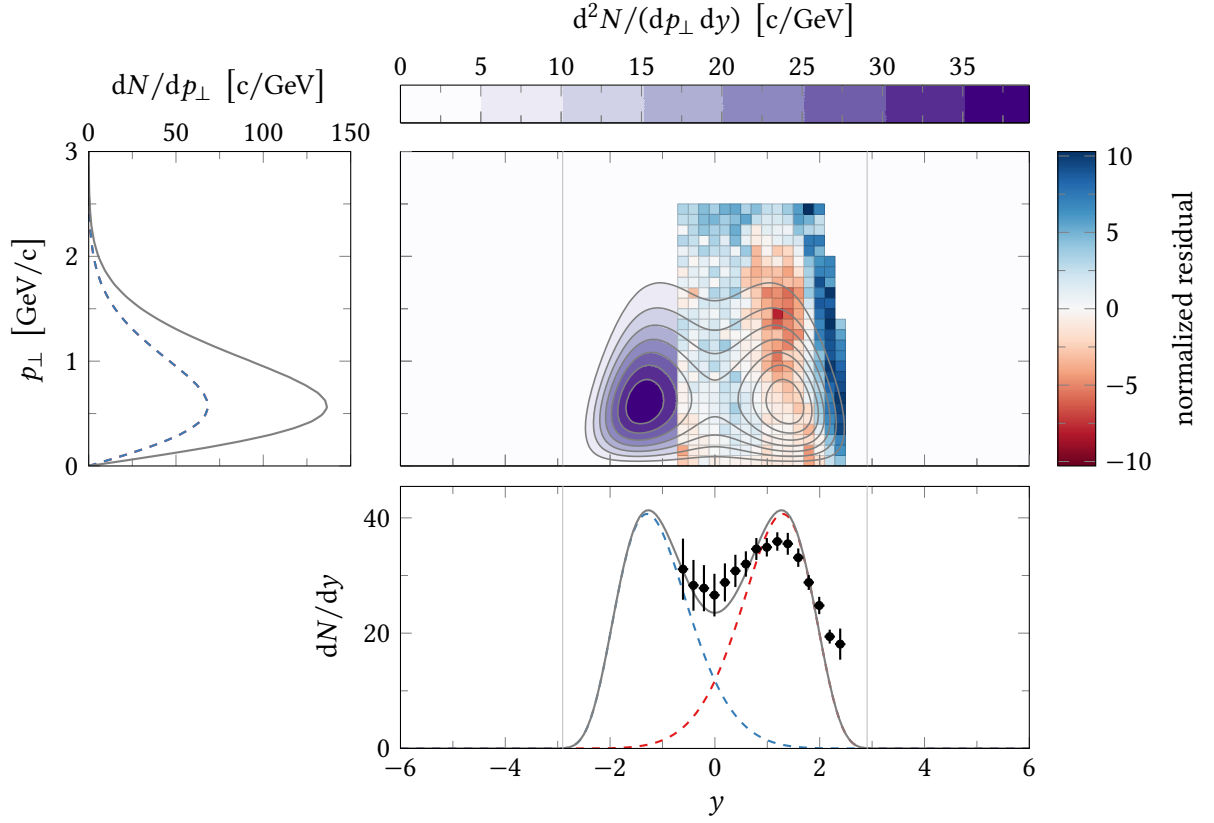 d²N/(dp⊥ dy) [c/GeV]
0 5 10 15 20 25 30 35
dN/dp⊥ [c/GeV]
0 50 100 150
3
2
1
0
p⊥ [GeV/c]
10
5
0
−5
−10
normalized residual
40
20
0
dN/dy
−6 −4 −2 0 2 4 6
y